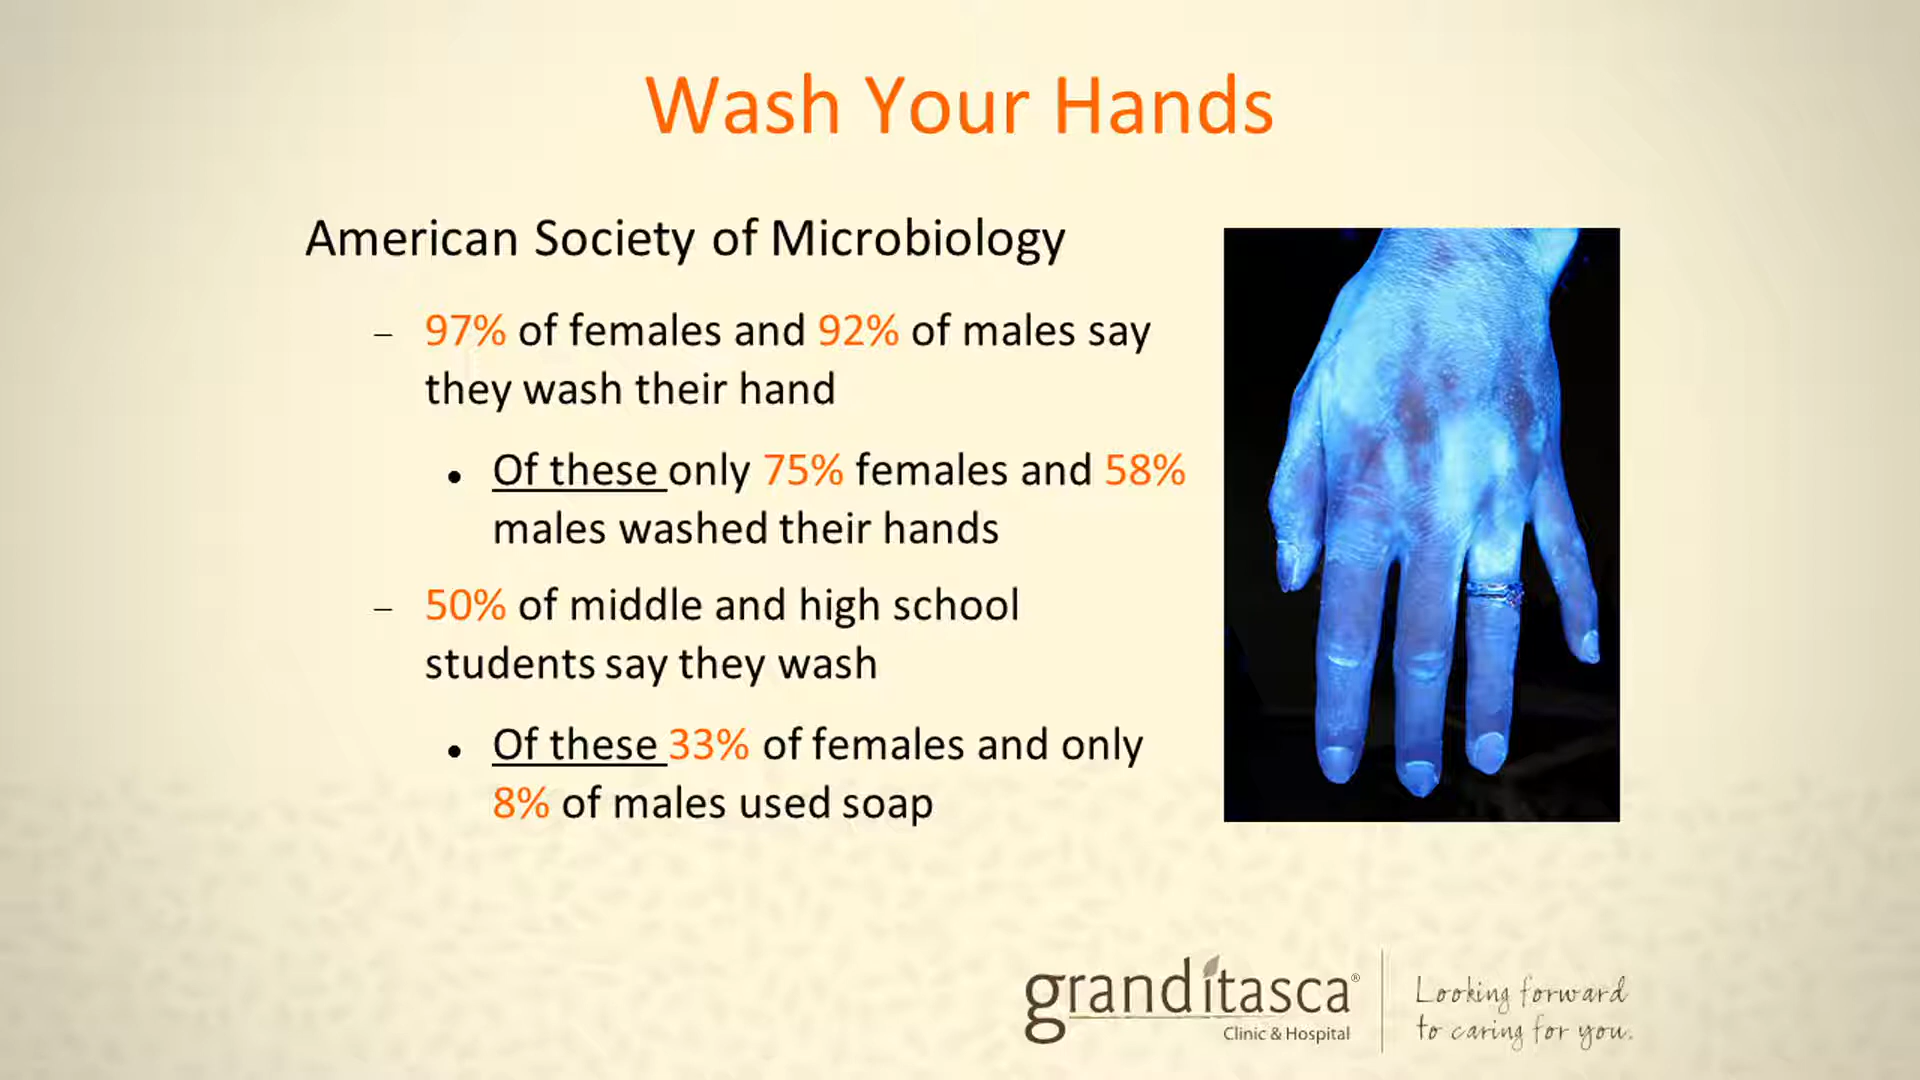 Wash Your Hands
American Society of Microbiology
– 97% of females and 92% of males say
they wash their hand
• Of these only 75% females and 58%
males washed their hands
– 50% of middle and high school
students say they wash
• Of these 33% of females and only
8% of males used soap
granditasca®
Clinic & Hospital
Looking forward
to caring for you.